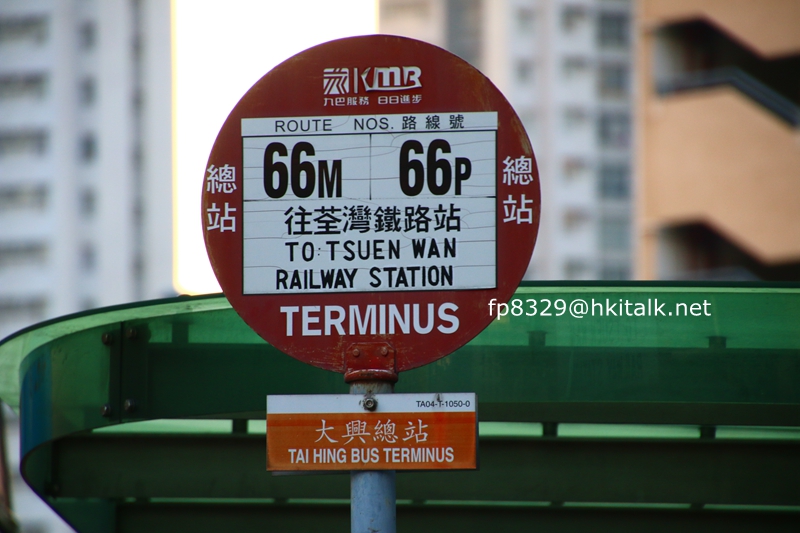 KMB
九巴服務 日日進步
ROUTE NOS. 路線號
66M 66P
總站
總站
往荃灣鐵路站
TO: TSUEN WAN
RAILWAY STATION
TERMINUS
fp8329@hkitalk.net
TA04-T-1050-0
大興總站
TAI HING BUS TERMINUS